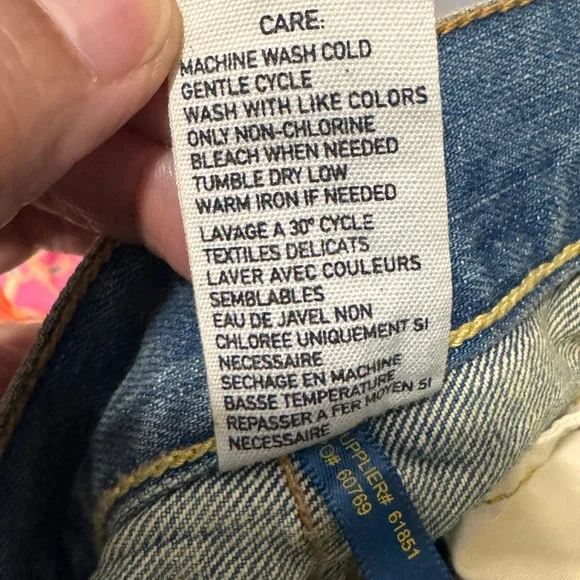 CARE:
MACHINE WASH COLD
GENTLE CYCLE
WASH WITH LIKE COLORS
ONLY NON-CHLORINE
BLEACH WHEN NEEDED
TUMBLE DRY LOW
WARM IRON IF NEEDED
LAVAGE A 30° CYCLE
TEXTILES DELICATS
LAVER AVEC COULEURS
SEMBLABLES
EAU DE JAVEL NON
CHLOREE UNIQUEMENT SI
NECESSAIRE
SECHAGE EN MACHINE
BASSE TEMPERATURE
REPASSER A FER MOYEN SI
NECESSAIRE
SUPPLIER# 61851
PO# 60769